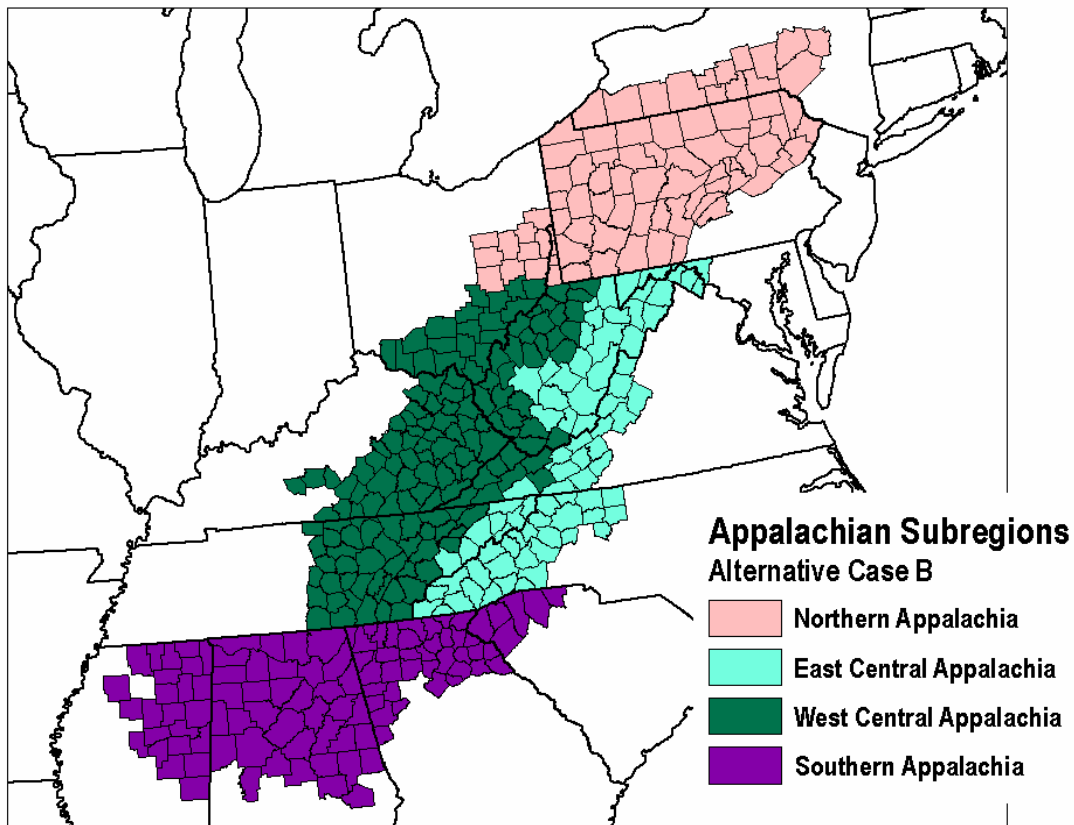 Appalachian Subregions
Alternative Case B
Northern Appalachia
East Central Appalachia
West Central Appalachia
Southern Appalachia